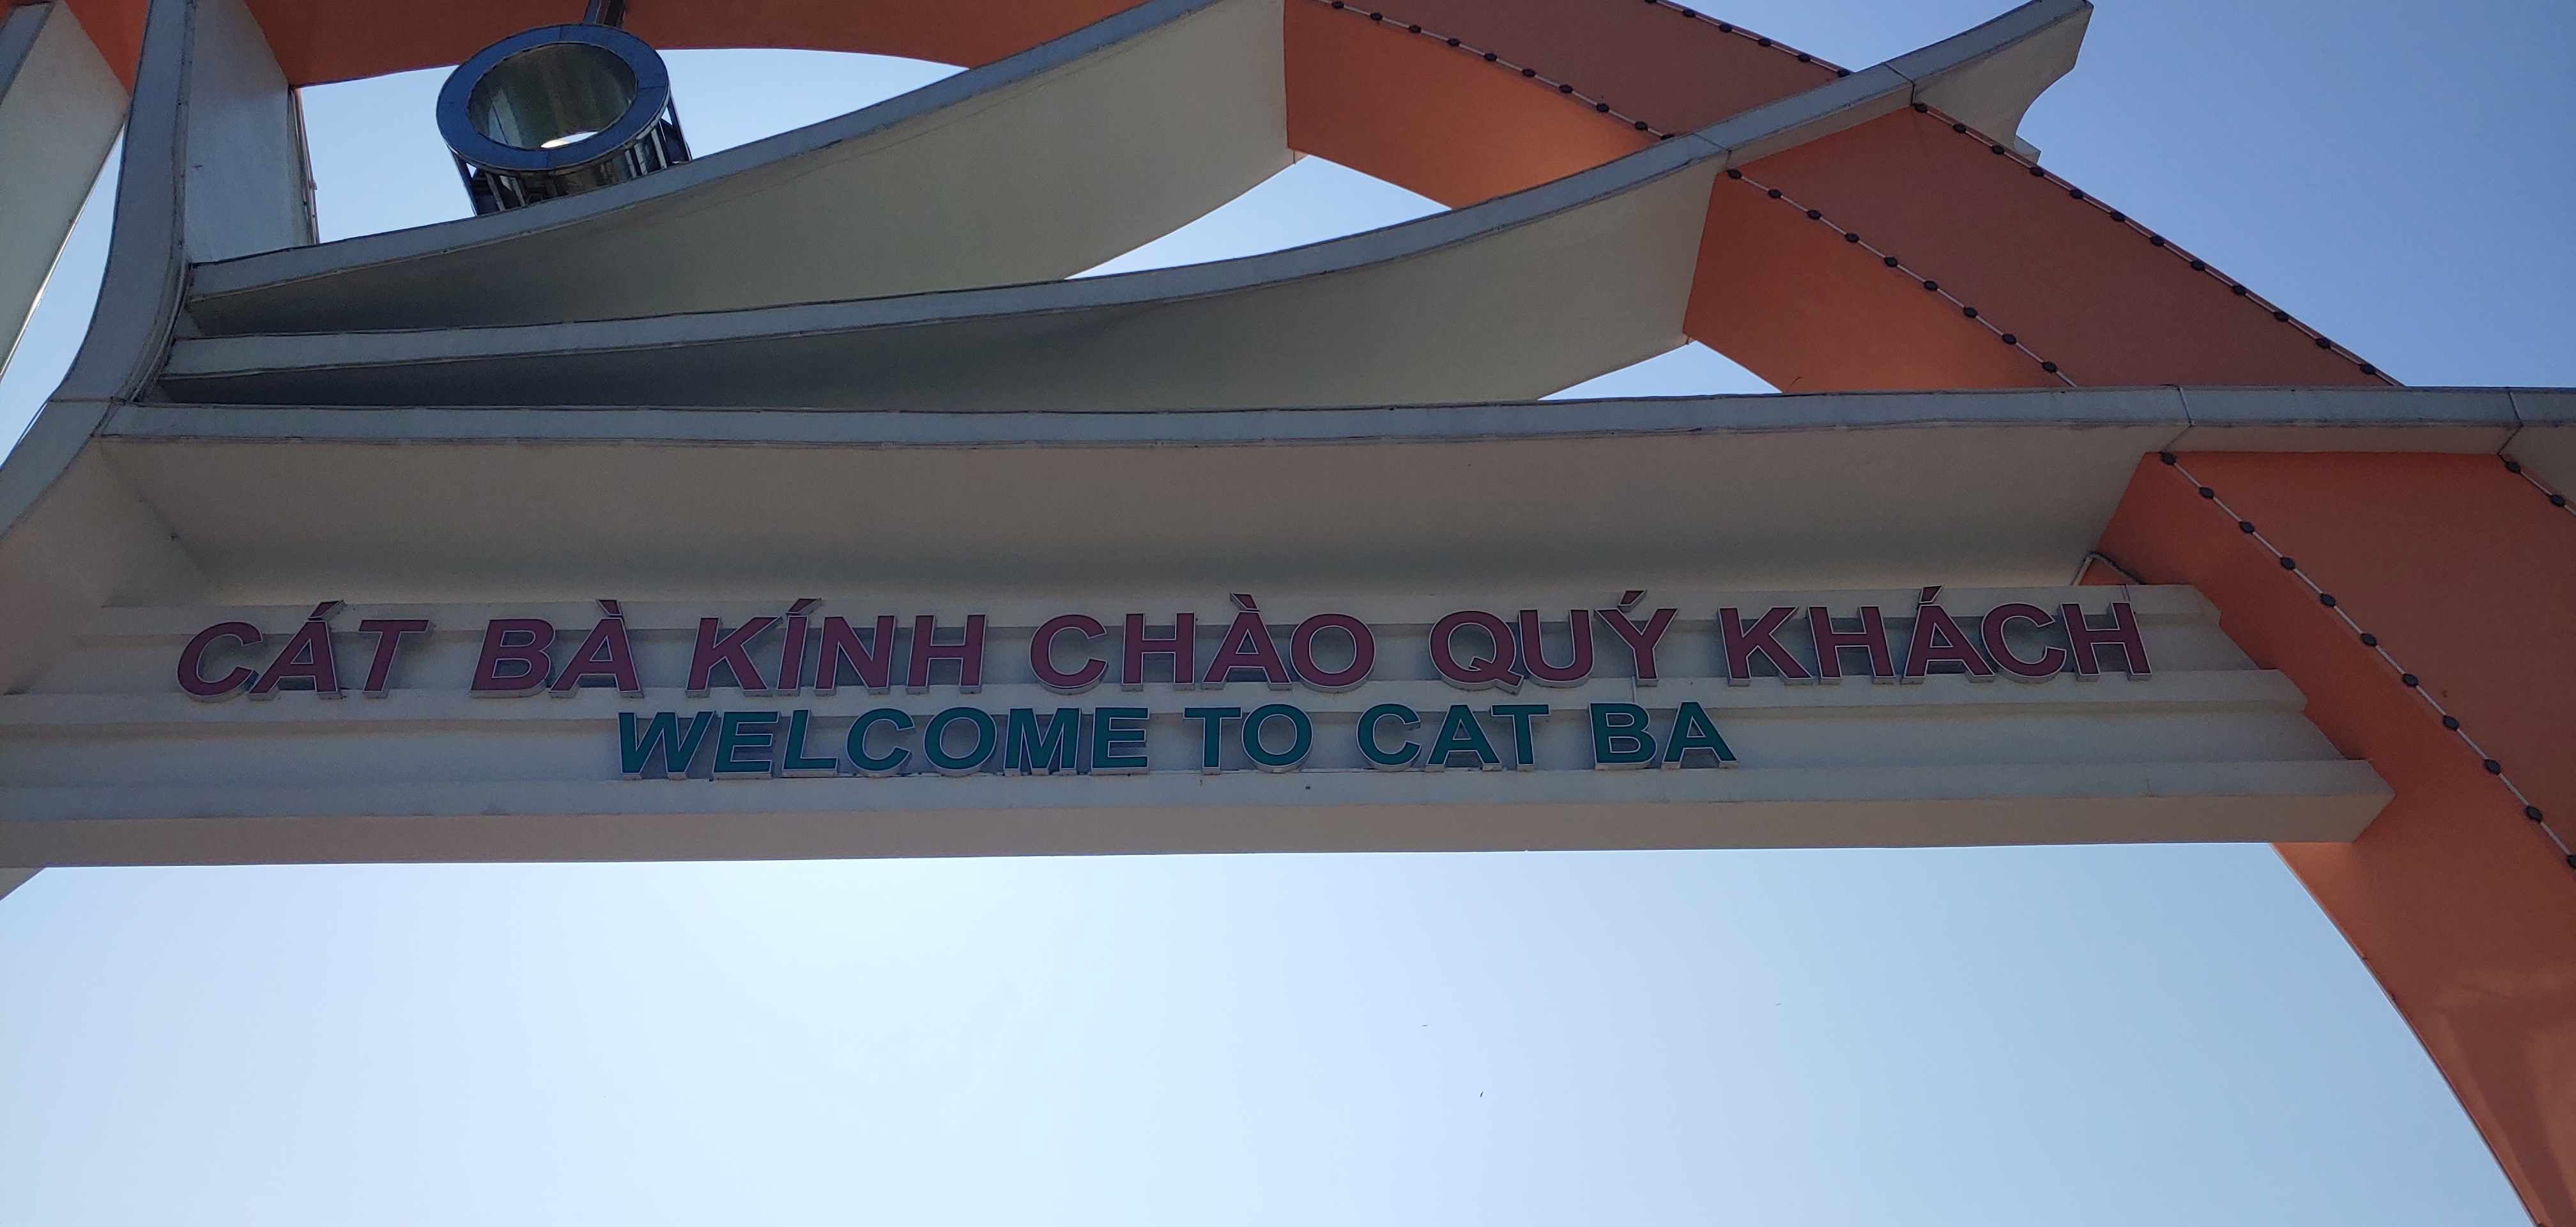 CÁT BÀ KÍNH CHÀO QUÝ KHÁCH
WELCOME TO CAT BA